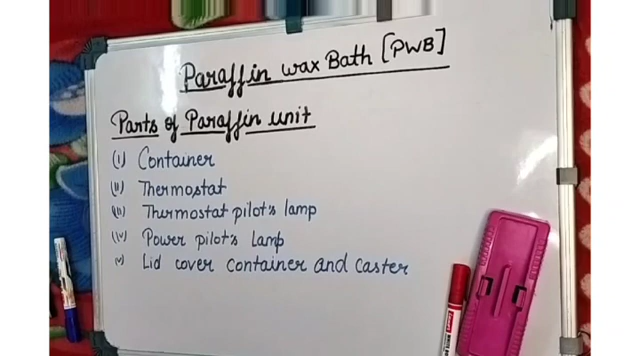 Paraffin wax Bath [PWB]
Parts of Paraffin unit
(i) Container
(ii) Thermostat
(iii) Thermostat pilot's lamp
(iv) Power pilot's Lamp
(v) Lid cover container and caster